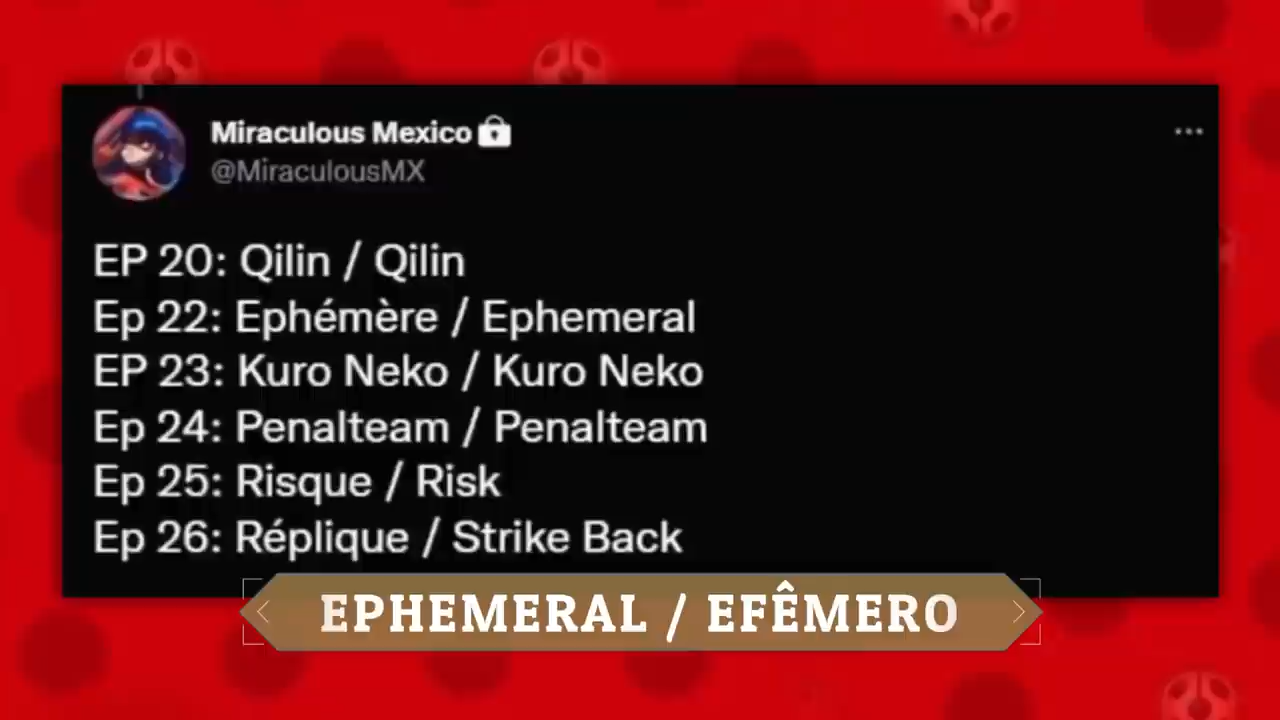 Miraculous Mexico
@MiraculousMX
EP 20: Qilin / Qilin
Ep 22: Ephémère / Ephemeral
EP 23: Kuro Neko / Kuro Neko
Ep 24: Penalteam / Penalteam
Ep 25: Risque / Risk
Ep 26: Réplique / Strike Back
EPHEMERAL / EFÊMERO